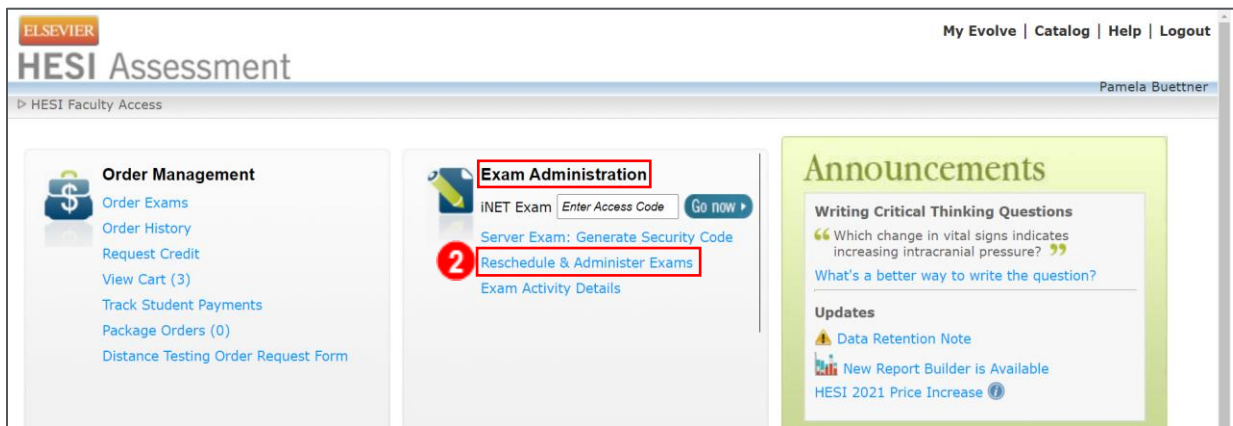 ELSEVIER
HESI Assessment
My Evolve | Catalog | Help | Logout
Pamela Buettner
HESI Faculty Access
Order Management
Order Exams
Order History
Request Credit
View Cart (3)
Track Student Payments
Package Orders (0)
Distance Testing Order Request Form
Exam Administration
iNET Exam Enter Access Code Go now
Server Exam: Generate Security Code
2 Reschedule & Administer Exams
Exam Activity Details
Announcements
Writing Critical Thinking Questions
“ Which change in vital signs indicates
increasing intracranial pressure? ”
What's a better way to write the question?
Updates
Data Retention Note
New Report Builder is Available
HESI 2021 Price Increase i